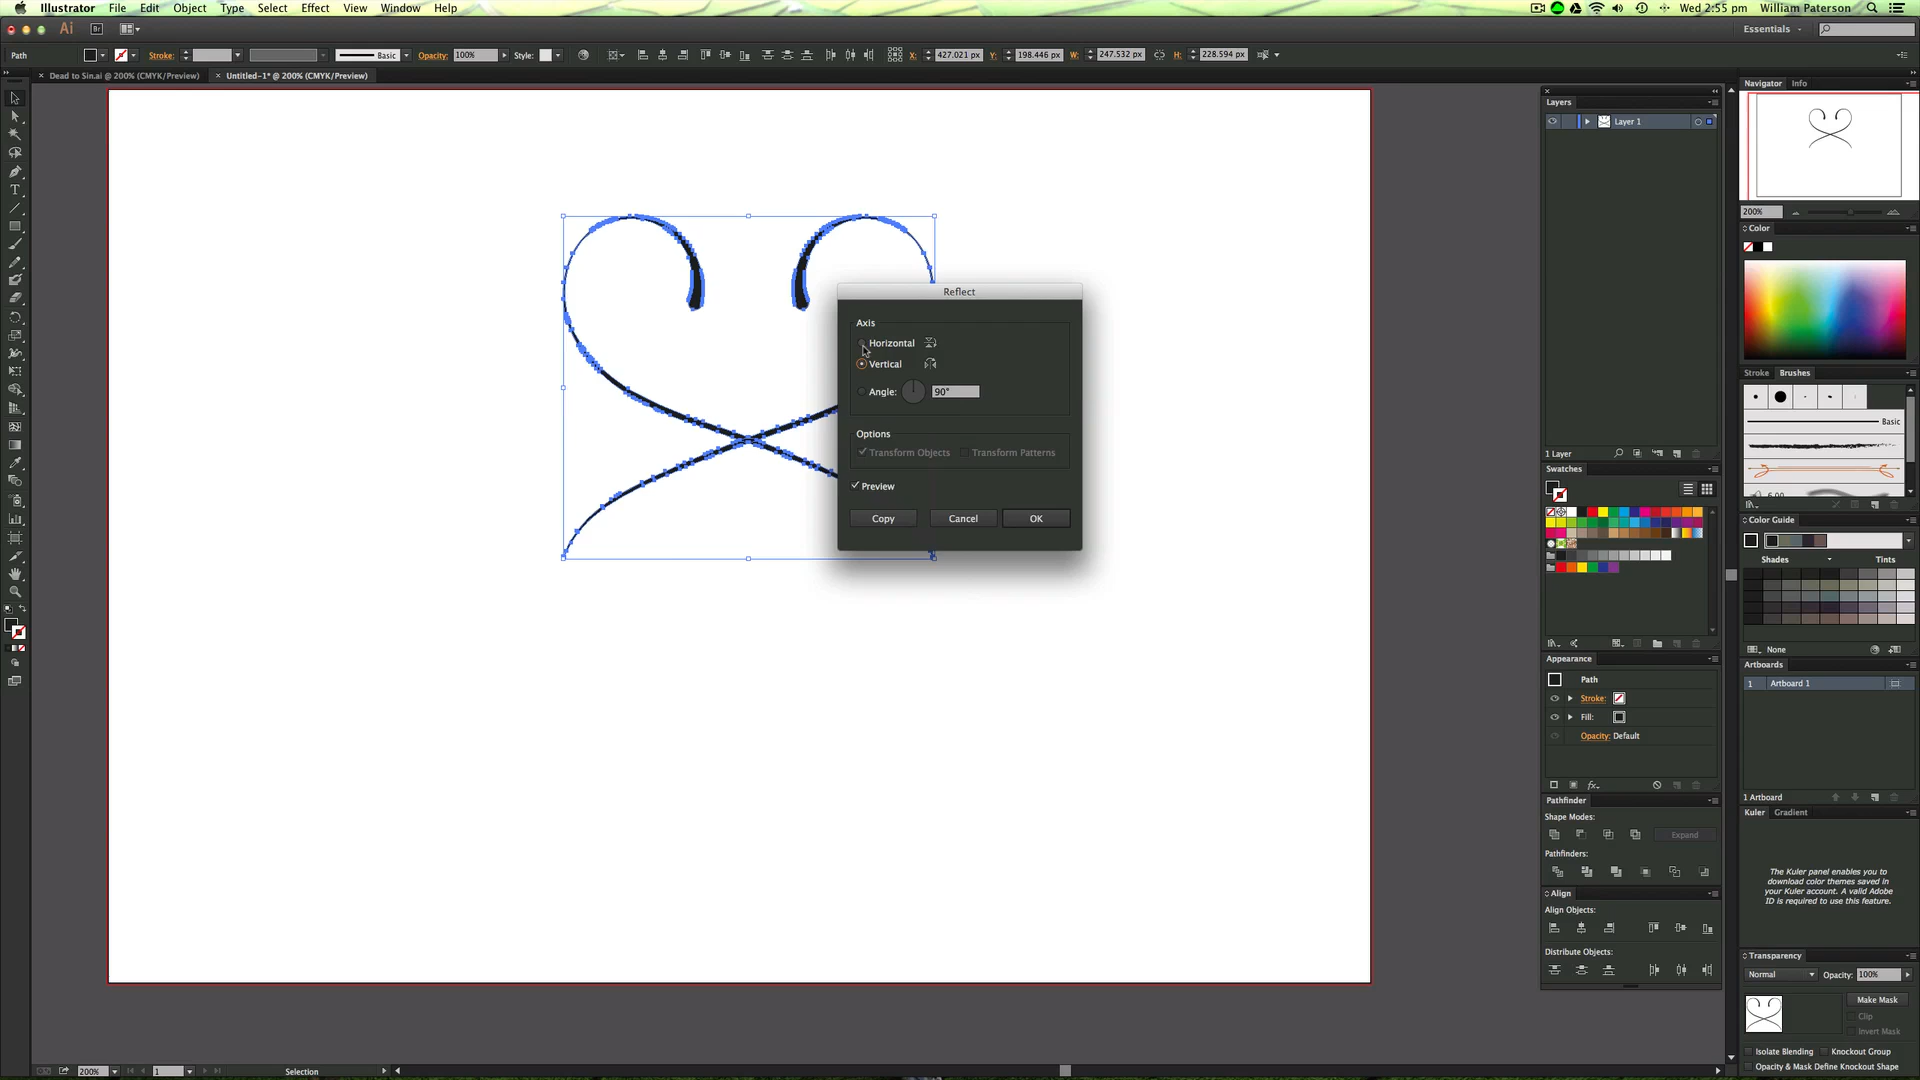 Illustrator File Edit Object Type Select Effect View Window Help
Wed 2:55 pm William Paterson
Ai Br
Essentials
Path Stroke: Basic Opacity: 100% Style: X: 427.021 px Y: 198.446 px W: 247.532 px H: 228.594 px
Dead to Sin.ai @ 200% (CMYK/Preview) Untitled-1* @ 200% (CMYK/Preview)
Navigator Info
Layers
Layer 1
200%
Color
Reflect
Axis
Horizontal
Vertical
Angle: 90°
Options
Transform Objects Transform Patterns
Preview
Copy Cancel OK
Stroke Brushes
Basic
6.00
1 Layer
Swatches
Color Guide
Shades Tints
None
Appearance
Path
Stroke:
Fill:
Opacity: Default
fx
Artboards
1 Artboard 1
1 Artboard
Pathfinder
Shape Modes:
Expand
Pathfinders:
Kuler Gradient
The Kuler panel enables you to
download color themes saved in
your Kuler account. A valid Adobe
ID is required to use this feature.
Align
Align Objects:
Distribute Objects:
Transparency
Normal Opacity: 100%
Make Mask
Clip
Invert Mask
Isolate Blending Knockout Group
Opacity & Mask Define Knockout Shape
200% 1 Selection